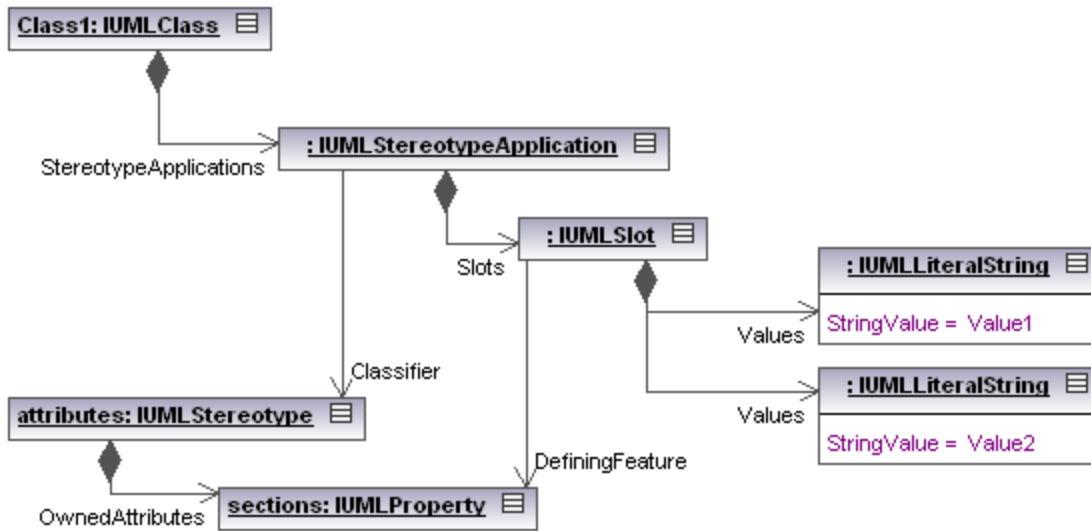 Class1: IUMLClass
StereotypeApplications
: IUMLStereotypeApplication
Slots
: IUMLSlot
Values
: IUMLLiteralString
StringValue = Value1
Values
: IUMLLiteralString
StringValue = Value2
Classifier
attributes: IUMLStereotype
DefiningFeature
OwnedAttributes
sections: IUMLProperty